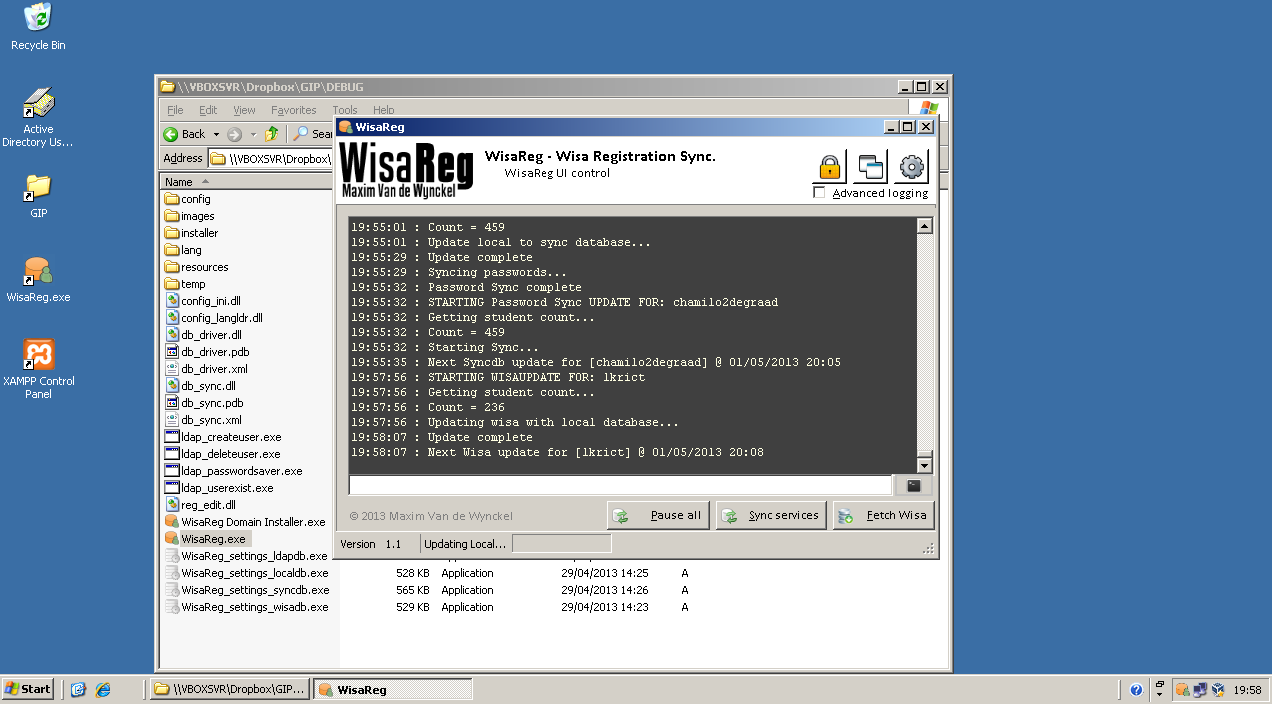 Recycle Bin
Active
Directory Us...
GIP
WisaReg.exe
XAMPP Control
Panel
\\VBOXSVR\Dropbox\GIP\DEBUG
File Edit View Favorites Tools Help
Back Sear
Address \\VBOXSVR\Dropbox\
Name
config
images
installer
lang
resources
temp
config_ini.dll
config_langldr.dll
db_driver.dll
db_driver.pdb
db_driver.xml
db_sync.dll
db_sync.pdb
db_sync.xml
ldap_createuser.exe
ldap_deleteuser.exe
ldap_passwordsaver.exe
ldap_userexist.exe
reg_edit.dll
WisaReg Domain Installer.exe
WisaReg.exe
WisaReg_settings_ldapdb.exe
WisaReg_settings_localdb.exe 528 KB Application 29/04/2013 14:25 A
WisaReg_settings_syncdb.exe 565 KB Application 29/04/2013 14:26 A
WisaReg_settings_wisadb.exe 529 KB Application 29/04/2013 14:23 A
WisaReg
WisaReg
Maxim Van de Wynckel
WisaReg - Wisa Registration Sync.
WisaReg UI control
Advanced logging
19:55:01 : Count = 459
19:55:01 : Update local to sync database...
19:55:29 : Update complete
19:55:29 : Syncing passwords...
19:55:32 : Password Sync complete
19:55:32 : STARTING Password Sync UPDATE FOR: chamilo2degraad
19:55:32 : Getting student count...
19:55:32 : Count = 459
19:55:32 : Starting Sync...
19:55:35 : Next Syncdb update for [chamilo2degraad] @ 01/05/2013 20:05
19:57:56 : STARTING WISAUPDATE FOR: lkrict
19:57:56 : Getting student count...
19:57:56 : Count = 236
19:57:56 : Updating wisa with local database...
19:58:07 : Update complete
19:58:07 : Next Wisa update for [lkrict] @ 01/05/2013 20:08
© 2013 Maxim Van de Wynckel
Pause all Sync services Fetch Wisa
Version 1.1 Updating Local...
Start \\VBOXSVR\Dropbox\GIP... WisaReg 19:58